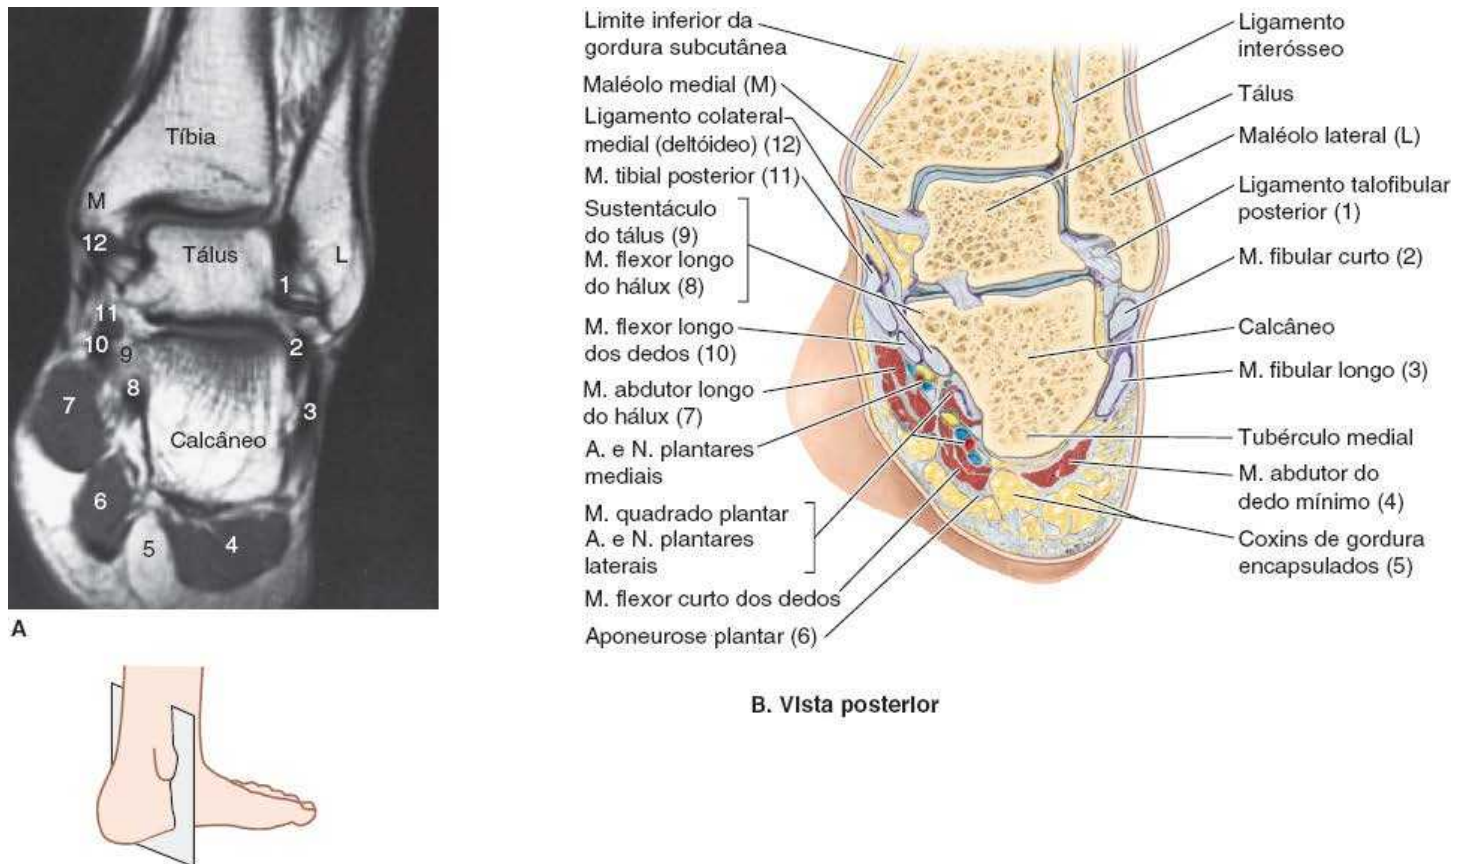 Tíbia
M
12
Tálus
L
1
11
10
9
2
8
7
3
Calcâneo
6
5
4
A
Limite inferior da
gordura subcutânea
Maléolo medial (M)
Ligamento colateral
medial (deltóideo) (12)
M. tibial posterior (11)
Sustentáculo
do tálus (9)
M. flexor longo
do hálux (8)
M. flexor longo
dos dedos (10)
M. abdutor longo
do hálux (7)
A. e N. plantares
mediais
M. quadrado plantar
A. e N. plantares
laterais
M. flexor curto dos dedos
Aponeurose plantar (6)
Ligamento
interósseo
Tálus
Maléolo lateral (L)
Ligamento talofibular
posterior (1)
M. fibular curto (2)
Calcâneo
M. fibular longo (3)
Tubérculo medial
M. abdutor do
dedo mínimo (4)
Coxins de gordura
encapsulados (5)
B. Vista posterior